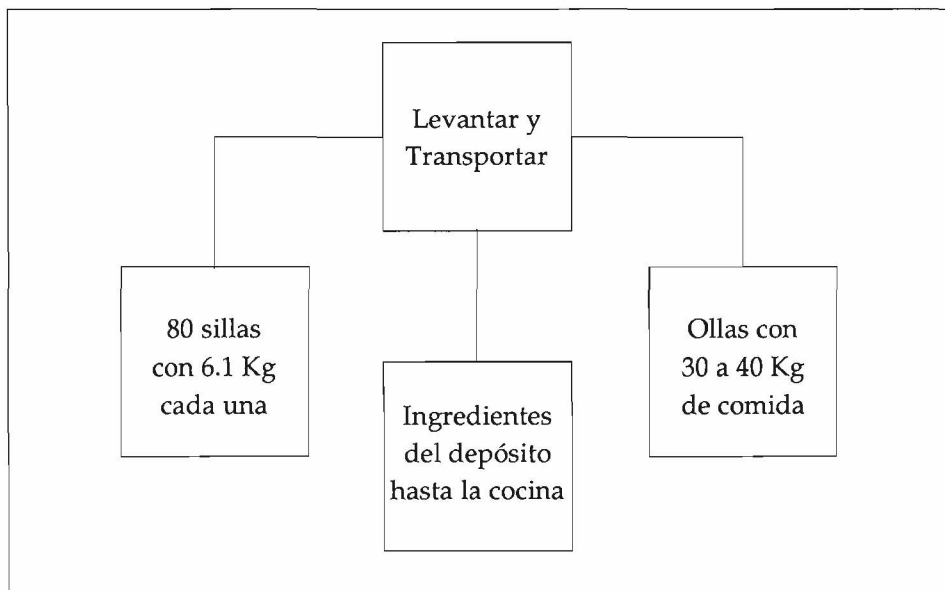 Levantar y
Transportar
80 sillas
con 6.1 Kg
cada una
Ingredientes
del depósito
hasta la cocina
Ollas con
30 a 40 Kg
de comida